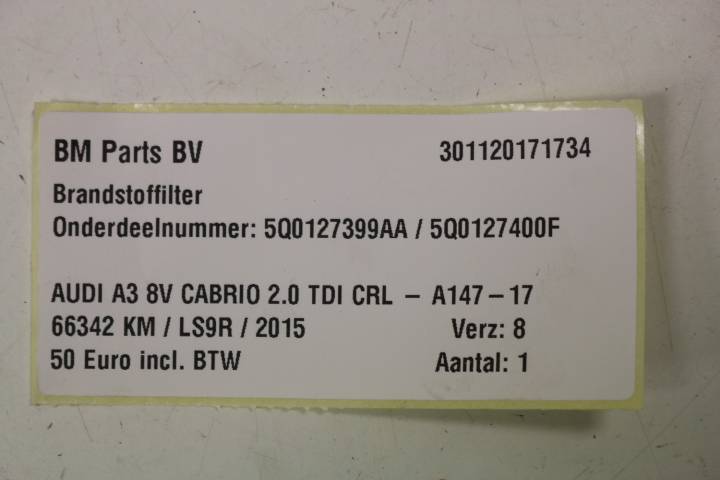 BM Parts BV 301120171734
Brandstoffilter
Onderdeelnummer: 5Q0127399AA / 5Q0127400F
AUDI A3 8V CABRIO 2.0 TDI CRL – A147 – 17
66342 KM / LS9R / 2015 Verz: 8
50 Euro incl. BTW Aantal: 1